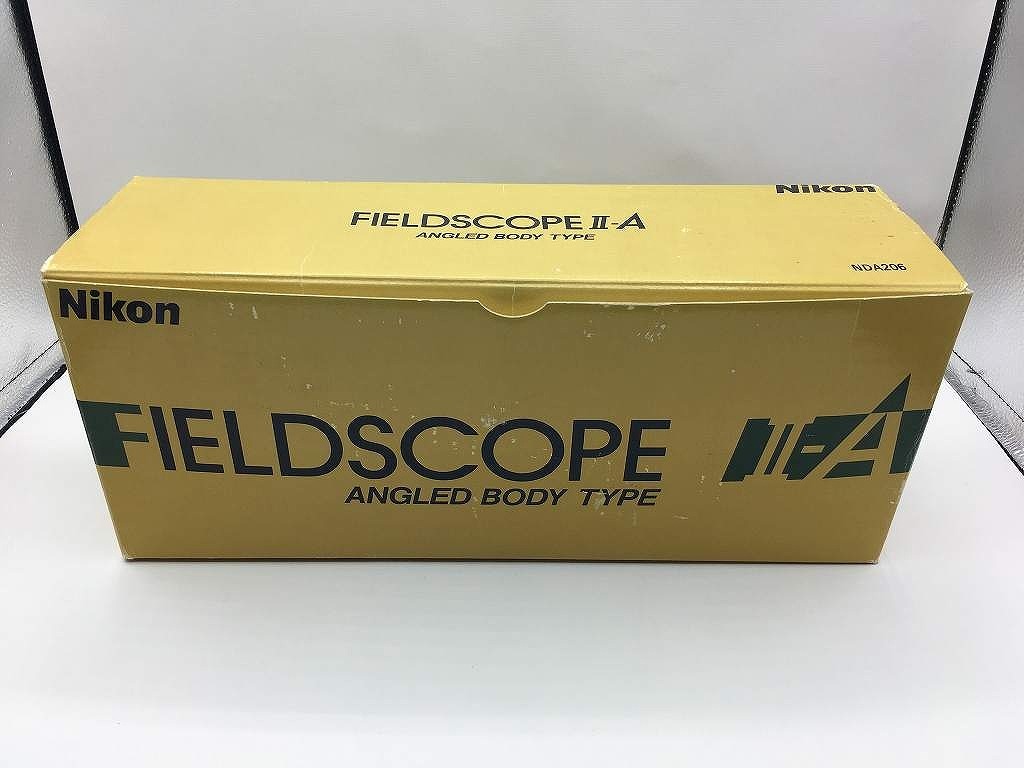 Nikon
FIELDSCOPE II-A
ANGLED BODY TYPE
NDA206
Nikon
FIELDSCOPE II-A
ANGLED BODY TYPE